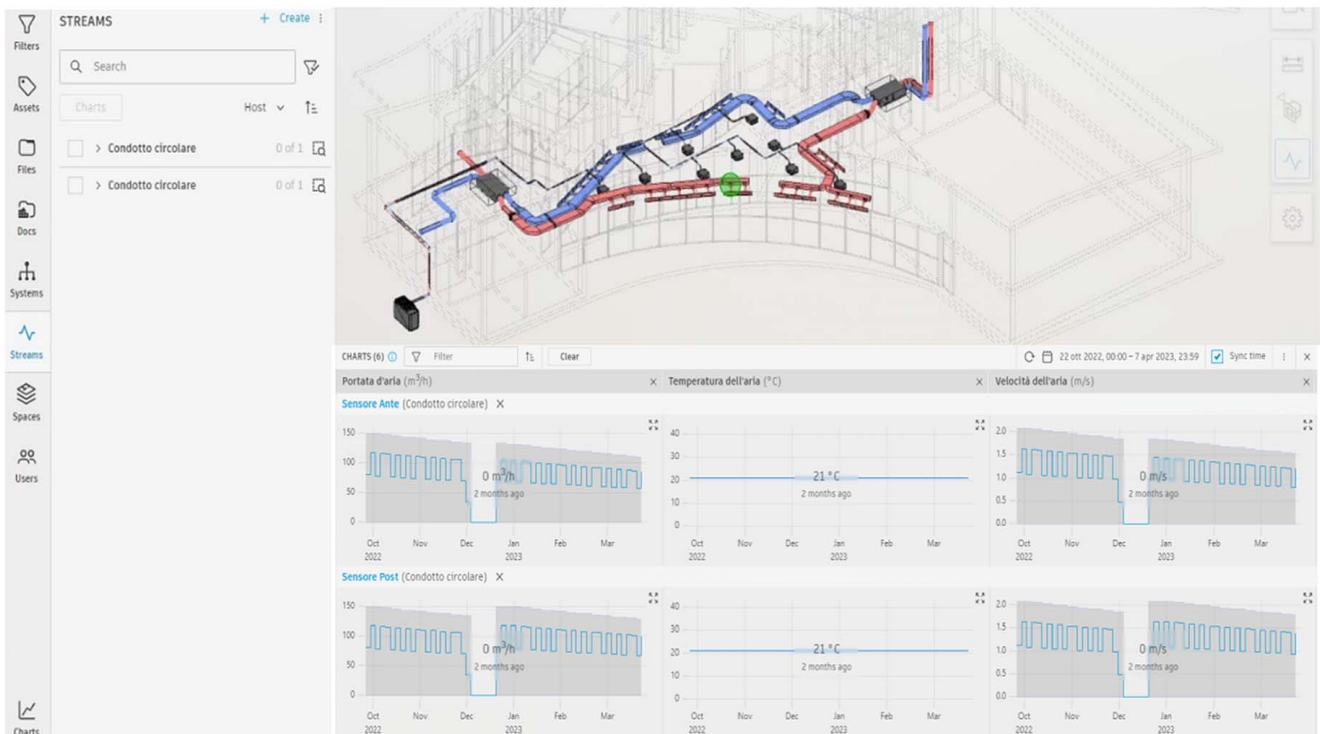 Filters
Assets
Files
Docs
Systems
Streams
Spaces
Users
Charts
STREAMS
+ Create
Search
Charts
Host
Condotto circolare 0 of 1
Condotto circolare 0 of 1
CHARTS (6) Filter Clear 22 ott 2022, 00:00 – 7 apr 2023, 23:59 Sync time
Portata d'aria (m³/h) Temperatura dell'aria (°C) Velocità dell'aria (m/s)
Sensore Ante (Condotto circolare)
150
100
50
0
0 m³/h
2 months ago
Oct Nov Dec Jan Feb Mar
2022 2023
40
30
20
10
0
21 °C
2 months ago
Oct Nov Dec Jan Feb Mar
2022 2023
2.0
1.5
1.0
0.5
0.0
0 m/s
2 months ago
Oct Nov Dec Jan Feb Mar
2022 2023
Sensore Post (Condotto circolare)
150
100
50
0
0 m³/h
2 months ago
Oct Nov Dec Jan Feb Mar
2022 2023
40
30
20
10
0
21 °C
2 months ago
Oct Nov Dec Jan Feb Mar
2022 2023
2.0
1.5
1.0
0.5
0.0
0 m/s
2 months ago
Oct Nov Dec Jan Feb Mar
2022 2023